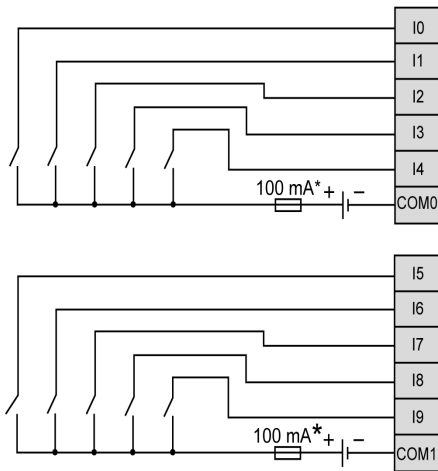 I0
I1
I2
I3
I4
100 mA* + −
COM0
I5
I6
I7
I8
I9
100 mA* + −
COM1